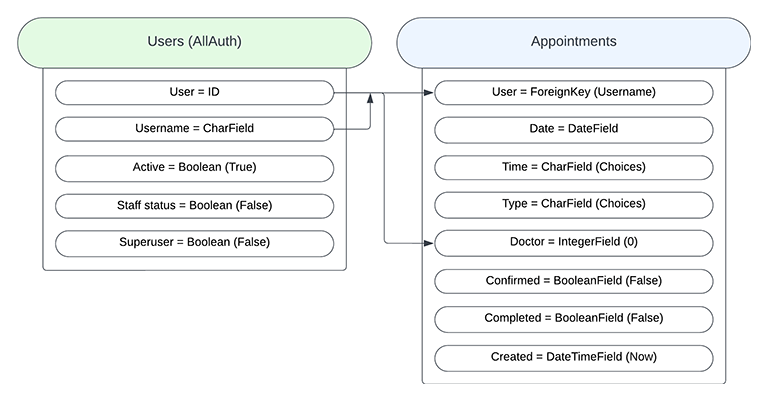 Users (AllAuth)
User = ID
Username = CharField
Active = Boolean (True)
Staff status = Boolean (False)
Superuser = Boolean (False)
Appointments
User = ForeignKey (Username)
Date = DateField
Time = CharField (Choices)
Type = CharField (Choices)
Doctor = IntegerField (0)
Confirmed = BooleanField (False)
Completed = BooleanField (False)
Created = DateTimeField (Now)